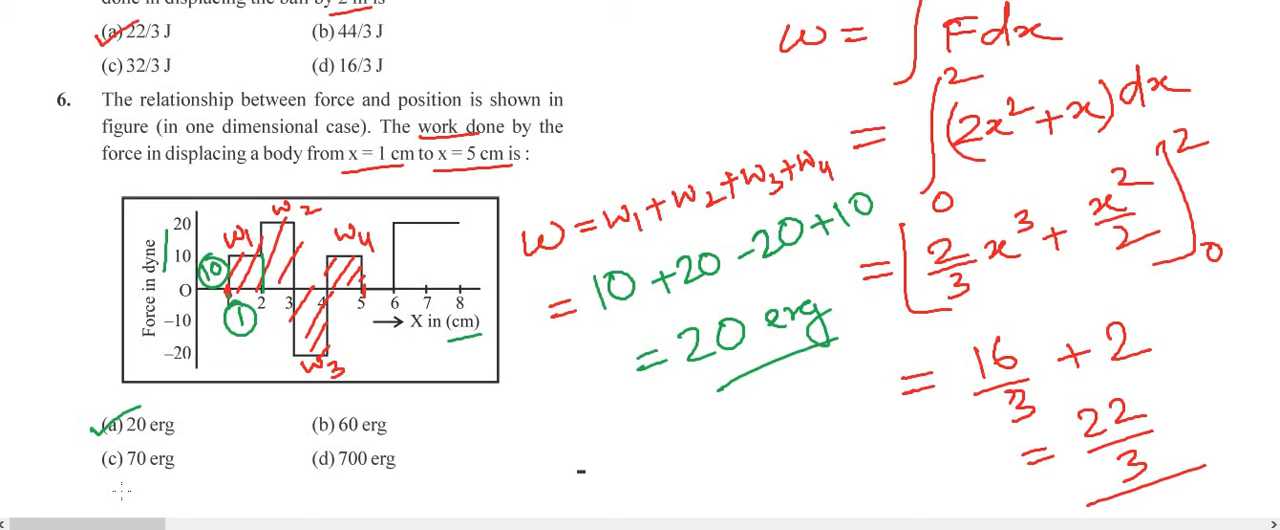 (a) 22/3 J (b) 44/3 J
(c) 32/3 J (d) 16/3 J
6. The relationship between force and position is shown in
figure (in one dimensional case). The work done by the
force in displacing a body from x = 1 cm to x = 5 cm is :
Force in dyne
20
10
O
–10
–20
2 3 4 5 6 7 8
→ X in (cm)
W1 W2 W3 W4
10
1
(a) 20 erg (b) 60 erg
(c) 70 erg (d) 700 erg
W = W1 + W2 + W3 + W4
= 10 + 20 - 20 + 10
= 20 erg
W = ∫ Fdx
= ∫₀² (2x² + x) dx
= [2/3 x³ + x²/2]₀²
= 16/3 + 2
= 22/3